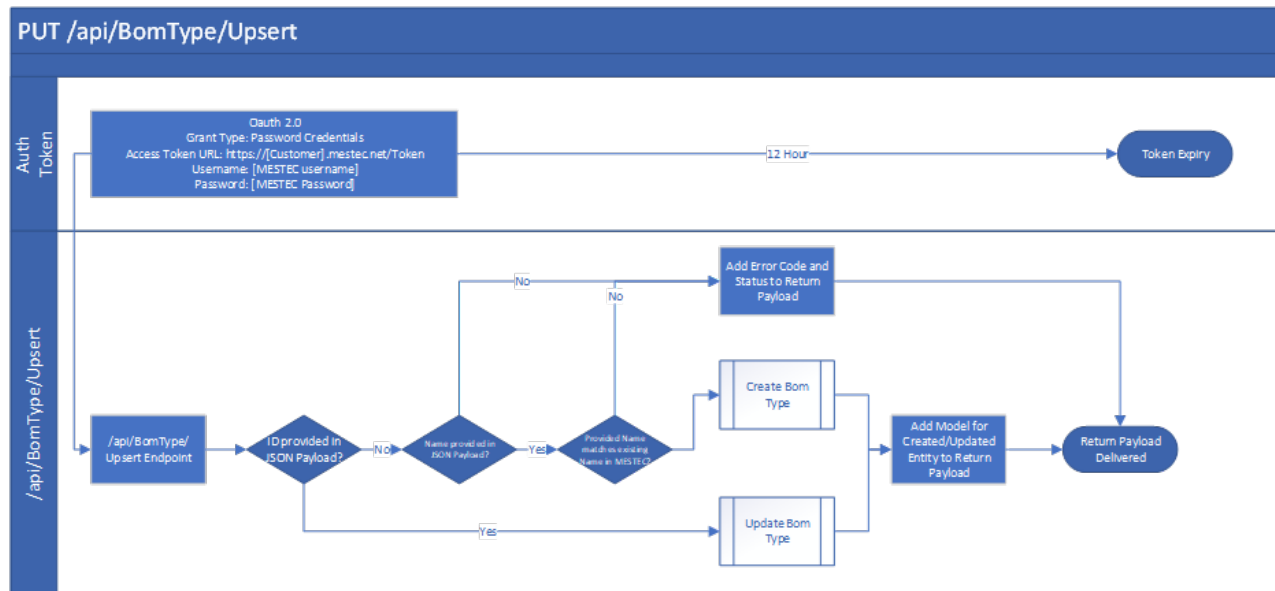 PUT /api/BomType/Upsert
Auth
Token
Oauth 2.0
Grant Type: Password Credentials
Access Token URL: https://[Customer].mestec.net/Token
Username: [MESTEC username]
Password: [MESTEC Password]
12 Hour
Token Expiry
/api/BomType/Upsert
Add Error Code and
Status to Return
Payload
No
No
Create Bom
Type
/api/BomType/
Upsert Endpoint
ID provided in
JSON Payload?
No
Name provided in
JSON Payload?
Yes
Provided Name
matches existing
Name in MESTEC?
Add Model for
Created/Updated
Entity to Return
Payload
Return Payload
Delivered
Yes
Update Bom
Type